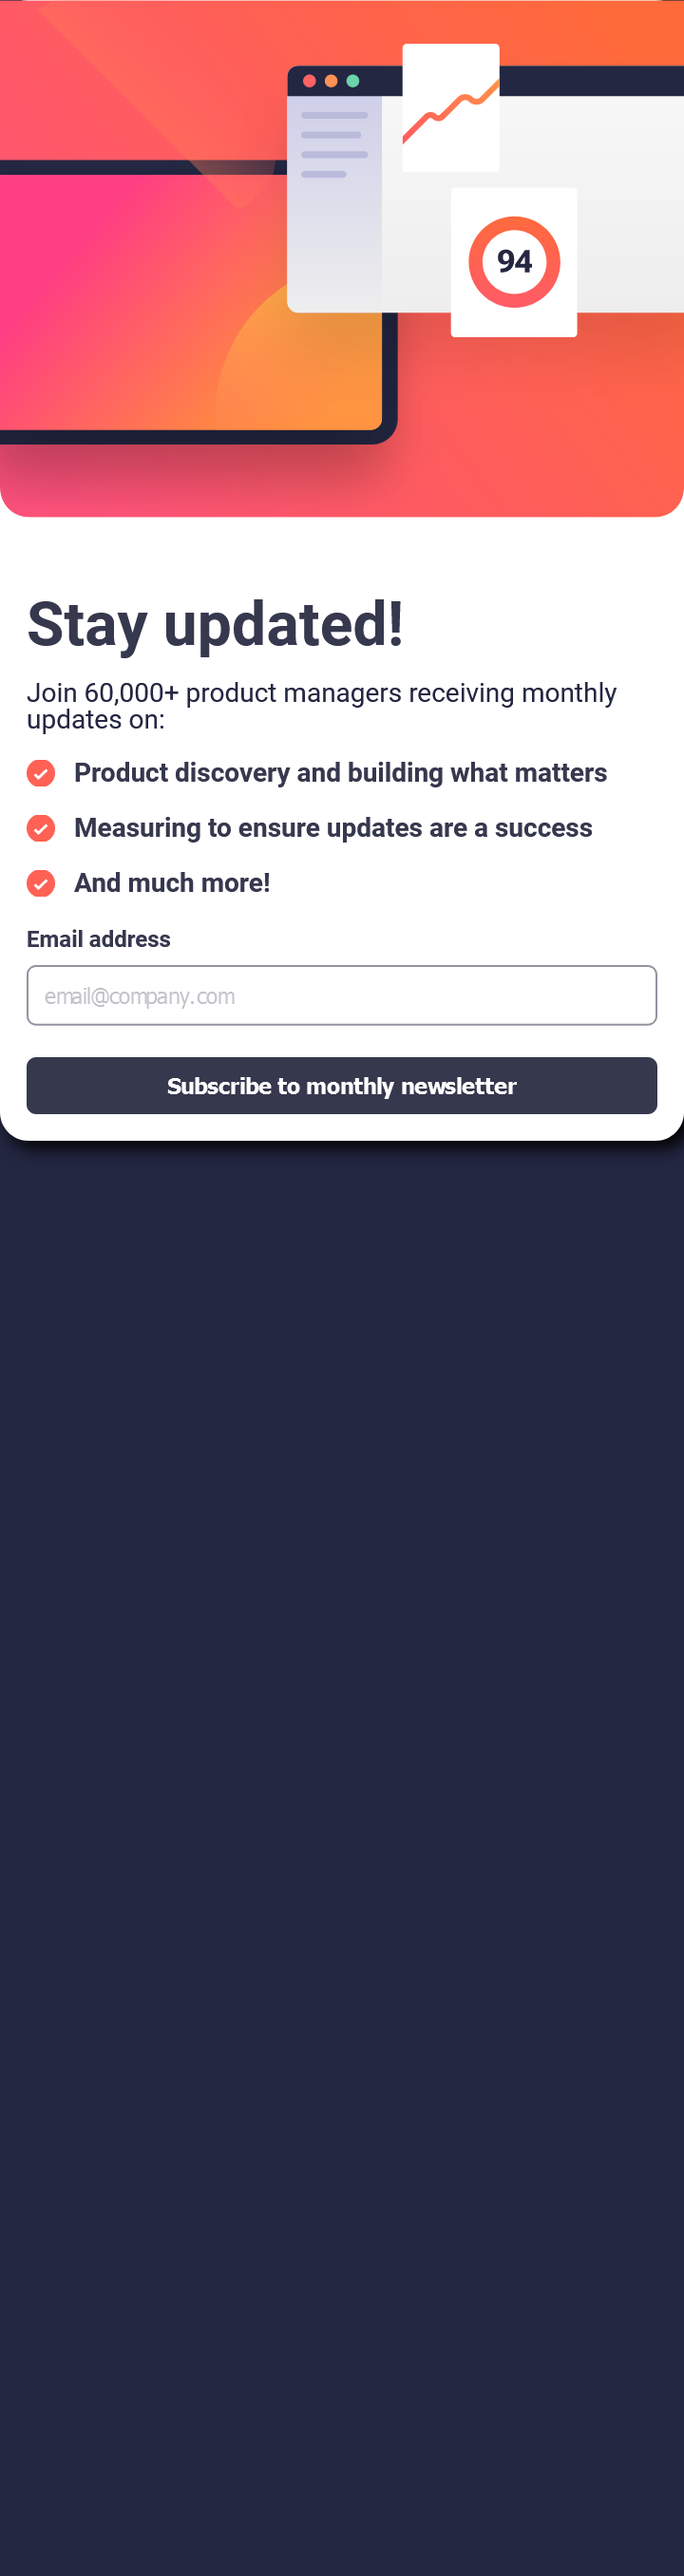 94
Stay updated!
Join 60,000+ product managers receiving monthly
updates on:
Product discovery and building what matters
Measuring to ensure updates are a success
And much more!
Email address
email@company.com
Subscribe to monthly newsletter